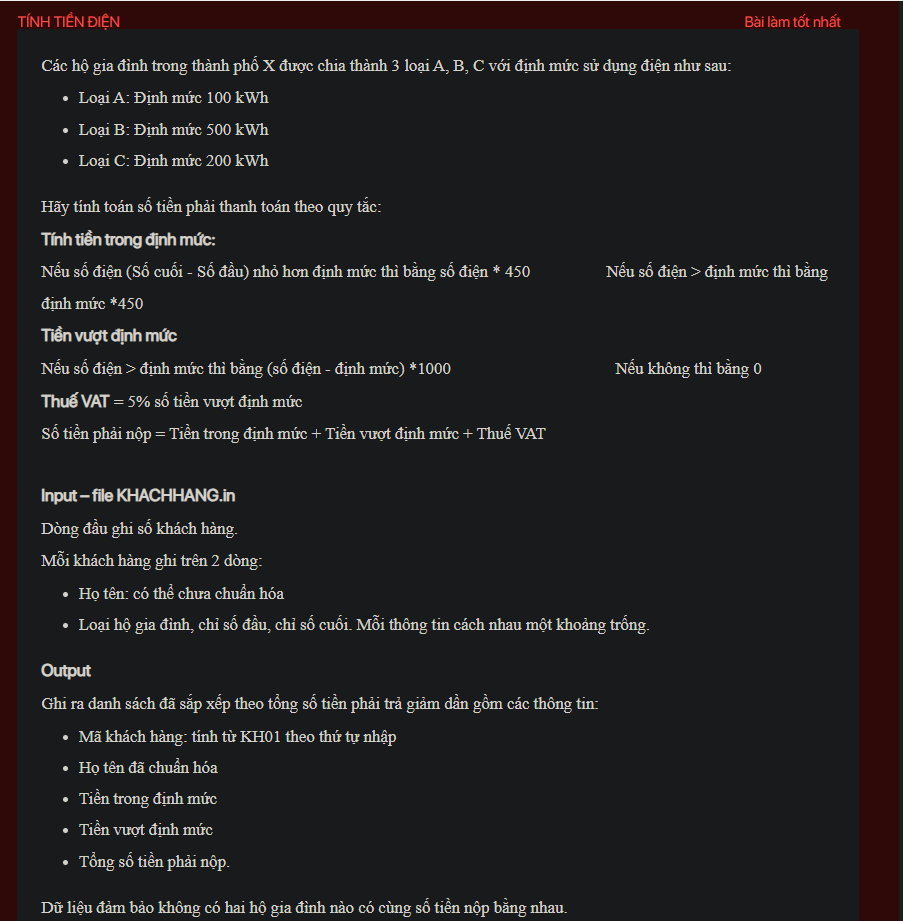 TÍNH TIỀN ĐIỆN Bài làm tốt nhất
Các hộ gia đình trong thành phố X được chia thành 3 loại A, B, C với định mức sử dụng điện như sau:
• Loại A: Định mức 100 kWh
• Loại B: Định mức 500 kWh
• Loại C: Định mức 200 kWh
Hãy tính toán số tiền phải thanh toán theo quy tắc:
Tính tiền trong định mức:
Nếu số điện (Số cuối - Số đầu) nhỏ hơn định mức thì bằng số điện * 450 Nếu số điện > định mức thì bằng
định mức *450
Tiền vượt định mức
Nếu số điện > định mức thì bằng (số điện - định mức) *1000 Nếu không thì bằng 0
Thuế VAT = 5% số tiền vượt định mức
Số tiền phải nộp = Tiền trong định mức + Tiền vượt định mức + Thuế VAT
Input – file KHACHHANG.in
Dòng đầu ghi số khách hàng.
Mỗi khách hàng ghi trên 2 dòng:
• Họ tên: có thể chưa chuẩn hóa
• Loại hộ gia đình, chỉ số đầu, chỉ số cuối. Mỗi thông tin cách nhau một khoảng trống.
Output
Ghi ra danh sách đã sắp xếp theo tổng số tiền phải trả giảm dần gồm các thông tin:
• Mã khách hàng: tính từ KH01 theo thứ tự nhập
• Họ tên đã chuẩn hóa
• Tiền trong định mức
• Tiền vượt định mức
• Tổng số tiền phải nộp.
Dữ liệu đảm bảo không có hai hộ gia đình nào có cùng số tiền nộp bằng nhau.